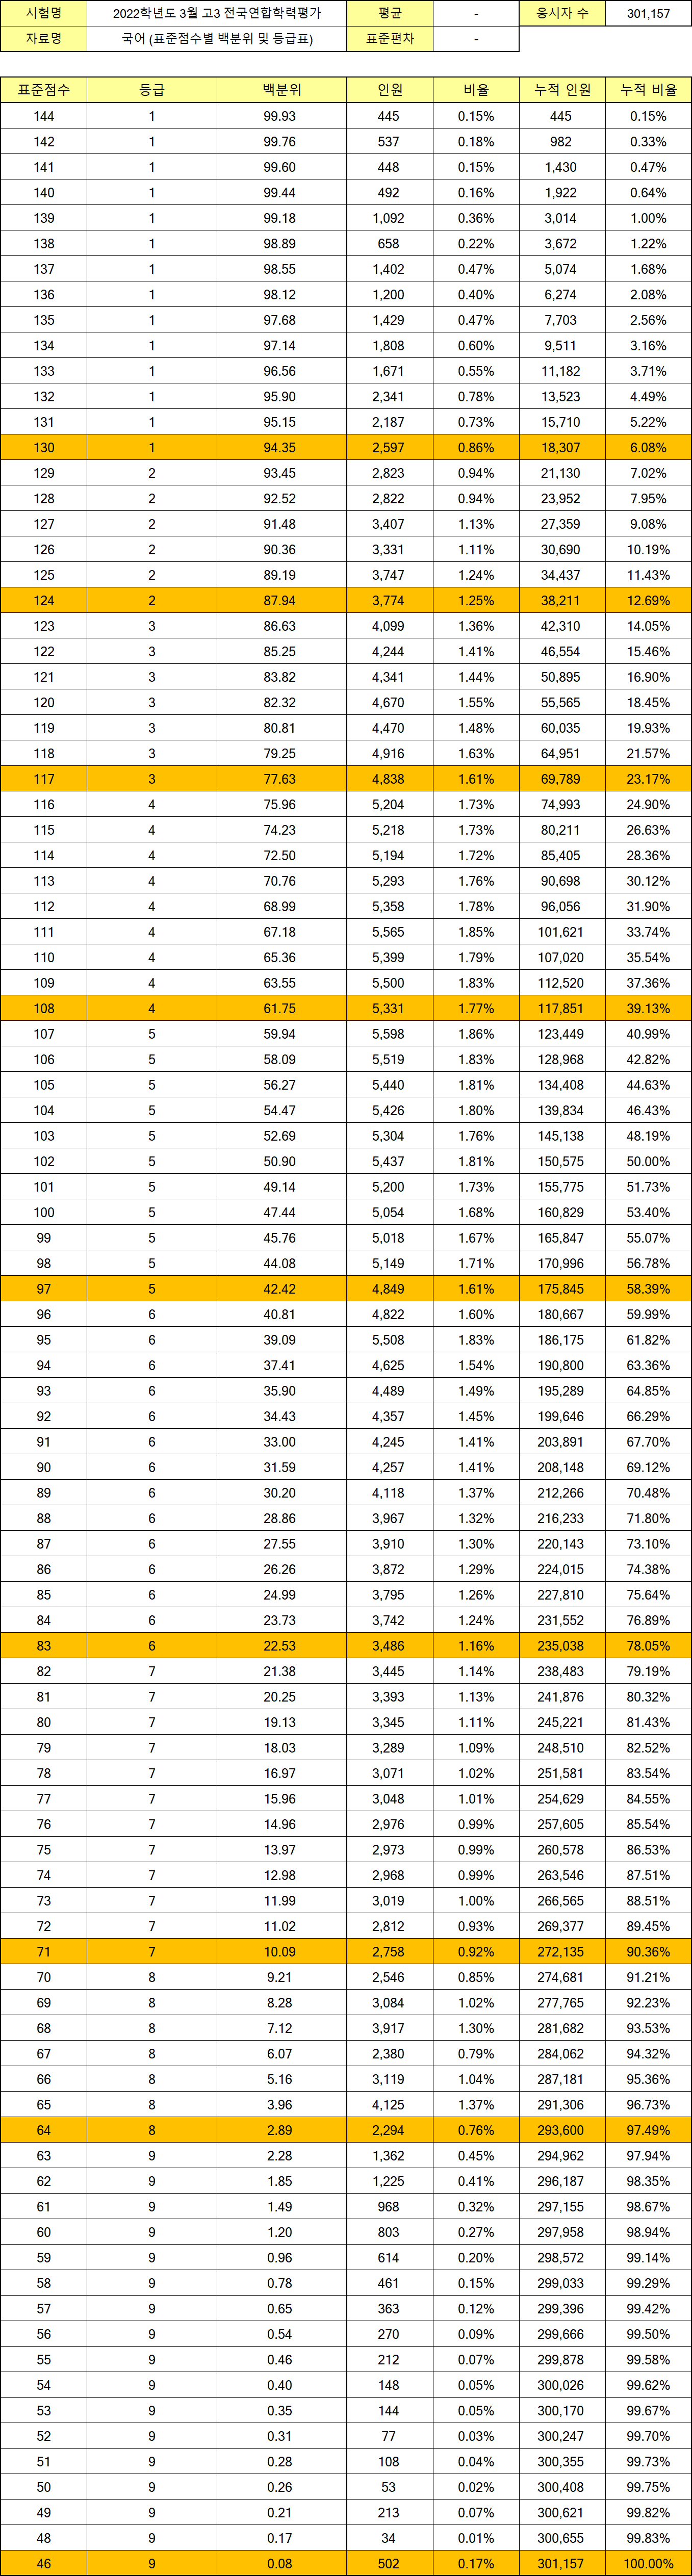 시험명 2022학년도 3월 고3 전국연합학력평가 평균 - 응시자 수 301,157
자료명 국어 (표준점수별 백분위 및 등급표) 표준편차 -
표준점수 등급 백분위 인원 비율 누적 인원 누적 비율
144 1 99.93 445 0.15% 445 0.15%
142 1 99.76 537 0.18% 982 0.33%
141 1 99.60 448 0.15% 1,430 0.47%
140 1 99.44 492 0.16% 1,922 0.64%
139 1 99.18 1,092 0.36% 3,014 1.00%
138 1 98.89 658 0.22% 3,672 1.22%
137 1 98.55 1,402 0.47% 5,074 1.68%
136 1 98.12 1,200 0.40% 6,274 2.08%
135 1 97.68 1,429 0.47% 7,703 2.56%
134 1 97.14 1,808 0.60% 9,511 3.16%
133 1 96.56 1,671 0.55% 11,182 3.71%
132 1 95.90 2,341 0.78% 13,523 4.49%
131 1 95.15 2,187 0.73% 15,710 5.22%
130 1 94.35 2,597 0.86% 18,307 6.08%
129 2 93.45 2,823 0.94% 21,130 7.02%
128 2 92.52 2,822 0.94% 23,952 7.95%
127 2 91.48 3,407 1.13% 27,359 9.08%
126 2 90.36 3,331 1.11% 30,690 10.19%
125 2 89.19 3,747 1.24% 34,437 11.43%
124 2 87.94 3,774 1.25% 38,211 12.69%
123 3 86.63 4,099 1.36% 42,310 14.05%
122 3 85.25 4,244 1.41% 46,554 15.46%
121 3 83.82 4,341 1.44% 50,895 16.90%
120 3 82.32 4,670 1.55% 55,565 18.45%
119 3 80.81 4,470 1.48% 60,035 19.93%
118 3 79.25 4,916 1.63% 64,951 21.57%
117 3 77.63 4,838 1.61% 69,789 23.17%
116 4 75.96 5,204 1.73% 74,993 24.90%
115 4 74.23 5,218 1.73% 80,211 26.63%
114 4 72.50 5,194 1.72% 85,405 28.36%
113 4 70.76 5,293 1.76% 90,698 30.12%
112 4 68.99 5,358 1.78% 96,056 31.90%
111 4 67.18 5,565 1.85% 101,621 33.74%
110 4 65.36 5,399 1.79% 107,020 35.54%
109 4 63.55 5,500 1.83% 112,520 37.36%
108 4 61.75 5,331 1.77% 117,851 39.13%
107 5 59.94 5,598 1.86% 123,449 40.99%
106 5 58.09 5,519 1.83% 128,968 42.82%
105 5 56.27 5,440 1.81% 134,408 44.63%
104 5 54.47 5,426 1.80% 139,834 46.43%
103 5 52.69 5,304 1.76% 145,138 48.19%
102 5 50.90 5,437 1.81% 150,575 50.00%
101 5 49.14 5,200 1.73% 155,775 51.73%
100 5 47.44 5,054 1.68% 160,829 53.40%
99 5 45.76 5,018 1.67% 165,847 55.07%
98 5 44.08 5,149 1.71% 170,996 56.78%
97 5 42.42 4,849 1.61% 175,845 58.39%
96 6 40.81 4,822 1.60% 180,667 59.99%
95 6 39.09 5,508 1.83% 186,175 61.82%
94 6 37.41 4,625 1.54% 190,800 63.36%
93 6 35.90 4,489 1.49% 195,289 64.85%
92 6 34.43 4,357 1.45% 199,646 66.29%
91 6 33.00 4,245 1.41% 203,891 67.70%
90 6 31.59 4,257 1.41% 208,148 69.12%
89 6 30.20 4,118 1.37% 212,266 70.48%
88 6 28.86 3,967 1.32% 216,233 71.80%
87 6 27.55 3,910 1.30% 220,143 73.10%
86 6 26.26 3,872 1.29% 224,015 74.38%
85 6 24.99 3,795 1.26% 227,810 75.64%
84 6 23.73 3,742 1.24% 231,552 76.89%
83 6 22.53 3,486 1.16% 235,038 78.05%
82 7 21.38 3,445 1.14% 238,483 79.19%
81 7 20.25 3,393 1.13% 241,876 80.32%
80 7 19.13 3,345 1.11% 245,221 81.43%
79 7 18.03 3,289 1.09% 248,510 82.52%
78 7 16.97 3,071 1.02% 251,581 83.54%
77 7 15.96 3,048 1.01% 254,629 84.55%
76 7 14.96 2,976 0.99% 257,605 85.54%
75 7 13.97 2,973 0.99% 260,578 86.53%
74 7 12.98 2,968 0.99% 263,546 87.51%
73 7 11.99 3,019 1.00% 266,565 88.51%
72 7 11.02 2,812 0.93% 269,377 89.45%
71 7 10.09 2,758 0.92% 272,135 90.36%
70 8 9.21 2,546 0.85% 274,681 91.21%
69 8 8.28 3,084 1.02% 277,765 92.23%
68 8 7.12 3,917 1.30% 281,682 93.53%
67 8 6.07 2,380 0.79% 284,062 94.32%
66 8 5.16 3,119 1.04% 287,181 95.36%
65 8 3.96 4,125 1.37% 291,306 96.73%
64 8 2.89 2,294 0.76% 293,600 97.49%
63 9 2.28 1,362 0.45% 294,962 97.94%
62 9 1.85 1,225 0.41% 296,187 98.35%
61 9 1.49 968 0.32% 297,155 98.67%
60 9 1.20 803 0.27% 297,958 98.94%
59 9 0.96 614 0.20% 298,572 99.14%
58 9 0.78 461 0.15% 299,033 99.29%
57 9 0.65 363 0.12% 299,396 99.42%
56 9 0.54 270 0.09% 299,666 99.50%
55 9 0.46 212 0.07% 299,878 99.58%
54 9 0.40 148 0.05% 300,026 99.62%
53 9 0.35 144 0.05% 300,170 99.67%
52 9 0.31 77 0.03% 300,247 99.70%
51 9 0.28 108 0.04% 300,355 99.73%
50 9 0.26 53 0.02% 300,408 99.75%
49 9 0.21 213 0.07% 300,621 99.82%
48 9 0.17 34 0.01% 300,655 99.83%
46 9 0.08 502 0.17% 301,157 100.00%